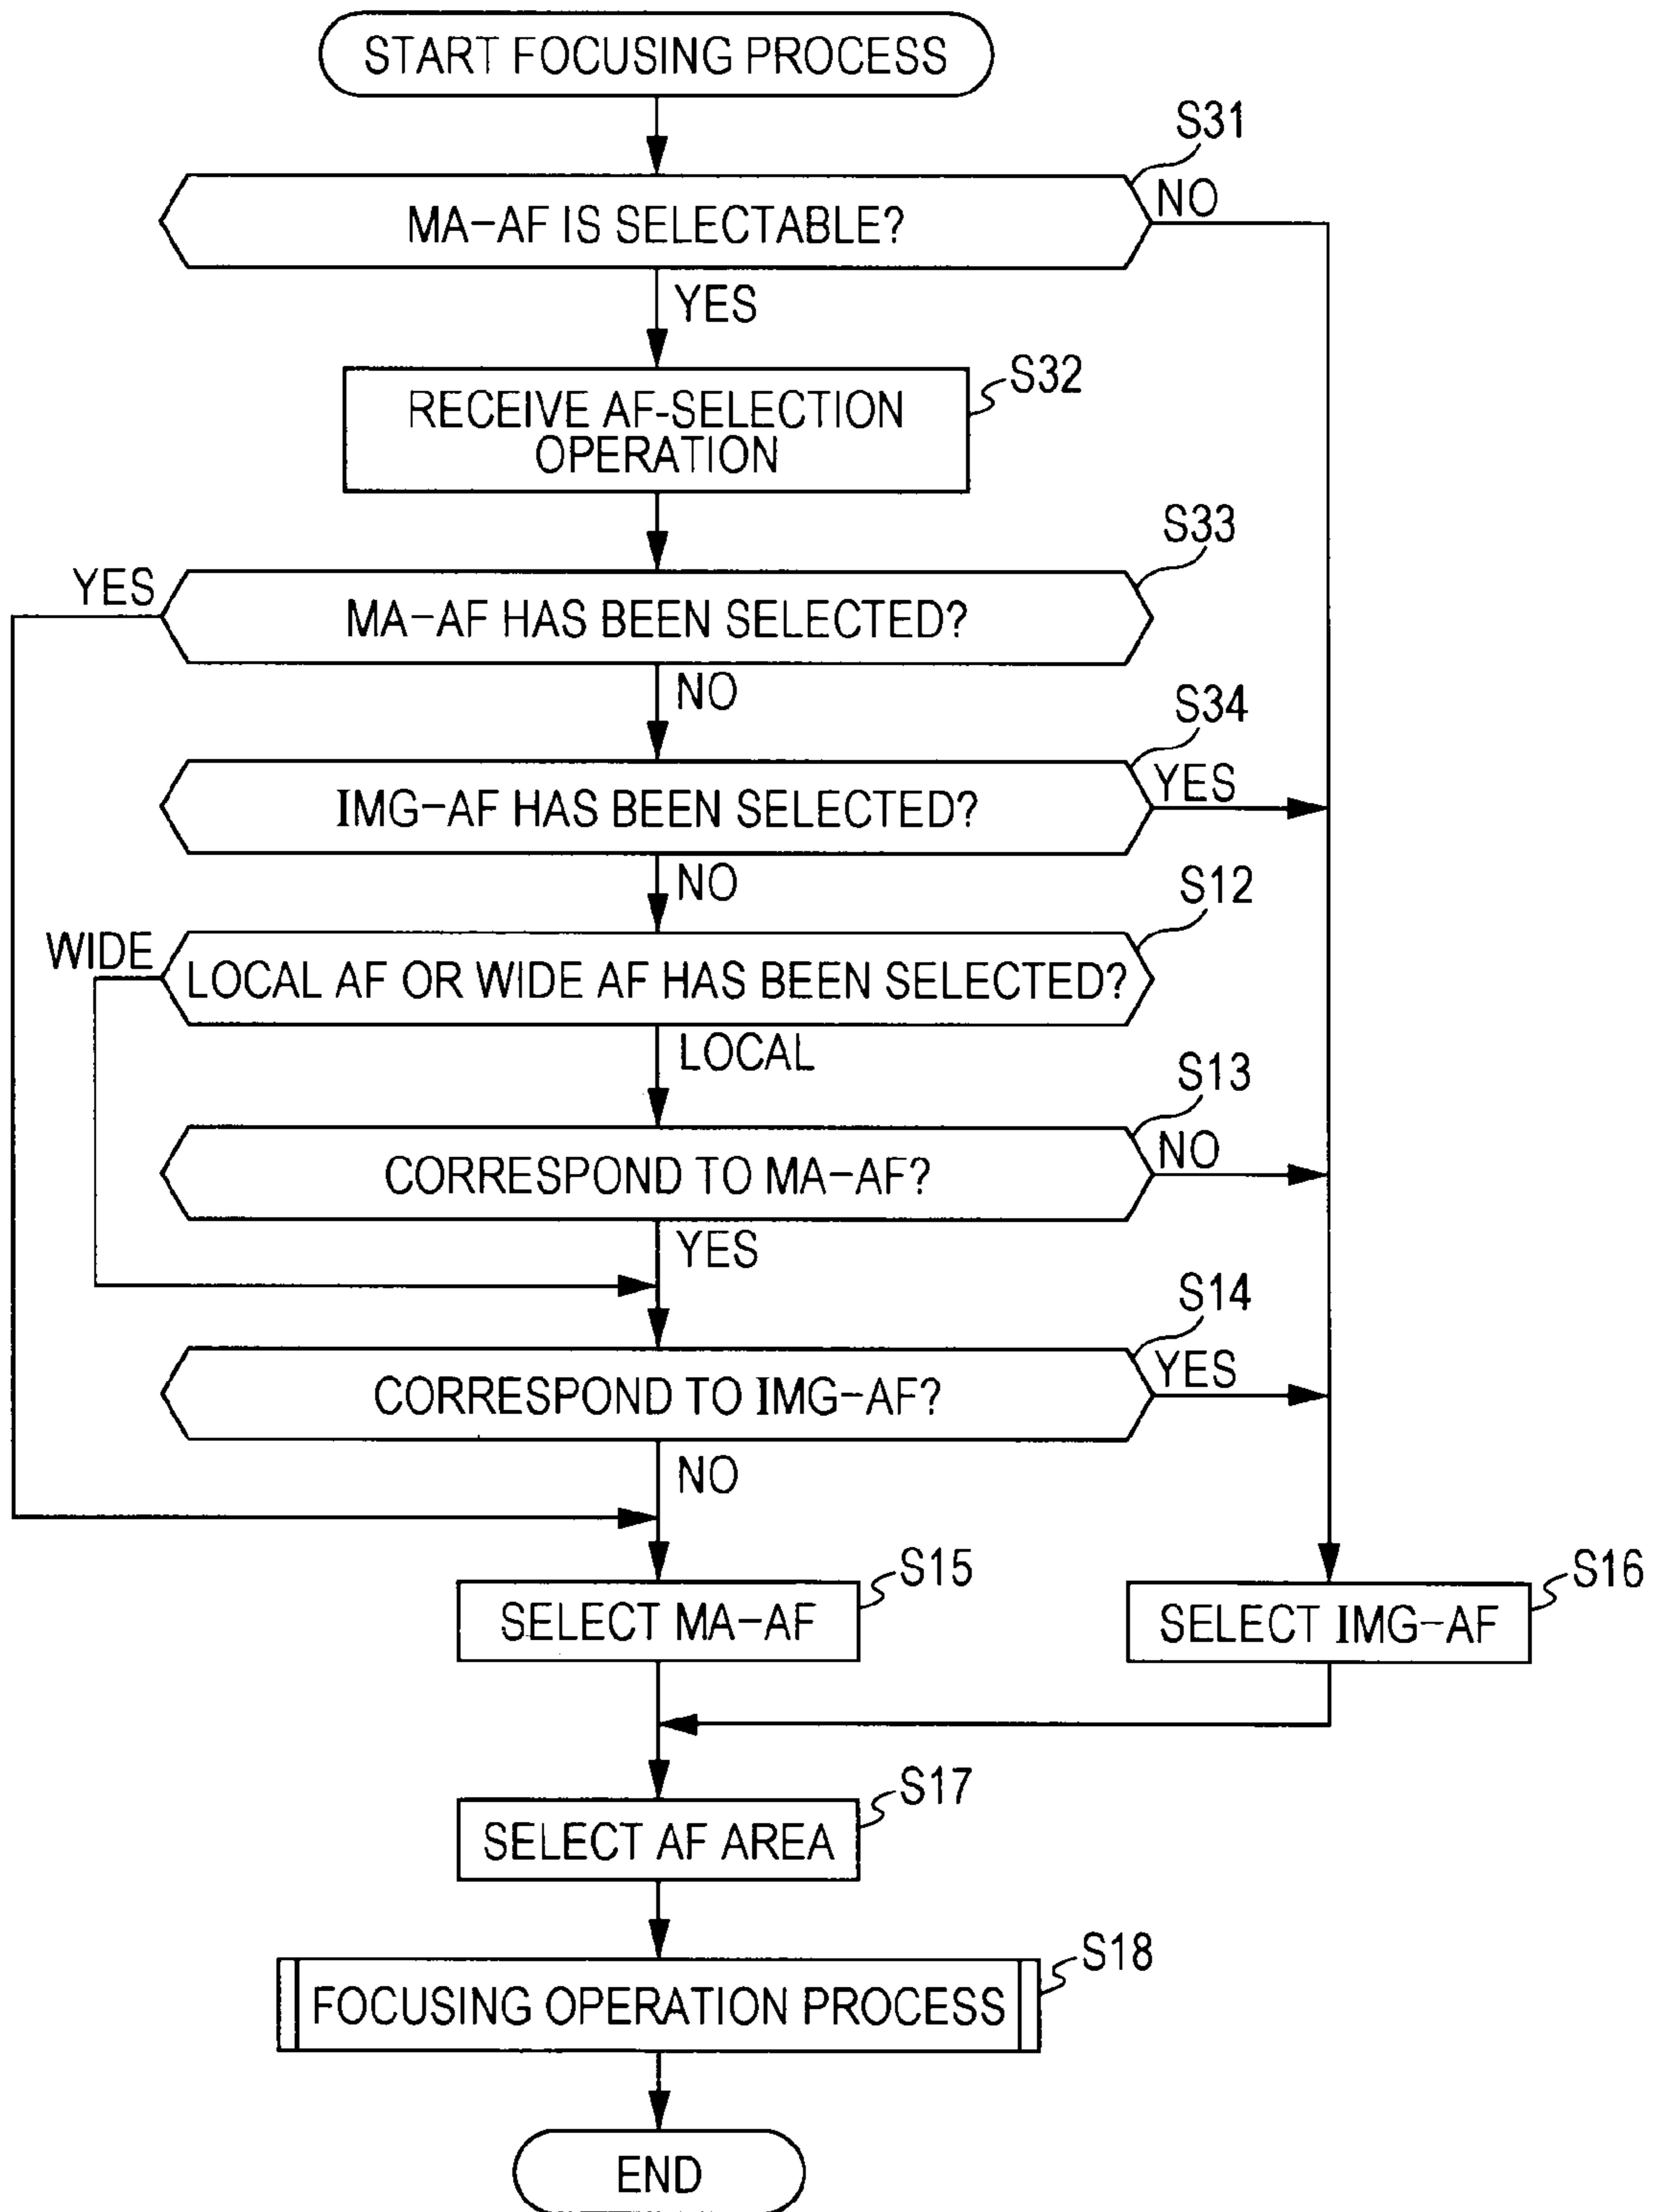 START FOCUSING PROCESS
S31
MA-AF IS SELECTABLE?
NO
YES
S32
RECEIVE AF-SELECTION
OPERATION
S33
YES
MA-AF HAS BEEN SELECTED?
NO
S34
IMG-AF HAS BEEN SELECTED?
YES
NO
S12
WIDE
LOCAL AF OR WIDE AF HAS BEEN SELECTED?
LOCAL
S13
CORRESPOND TO MA-AF?
NO
YES
S14
CORRESPOND TO IMG-AF?
YES
NO
S15
SELECT MA-AF
S16
SELECT IMG-AF
S17
SELECT AF AREA
S18
FOCUSING OPERATION PROCESS
END